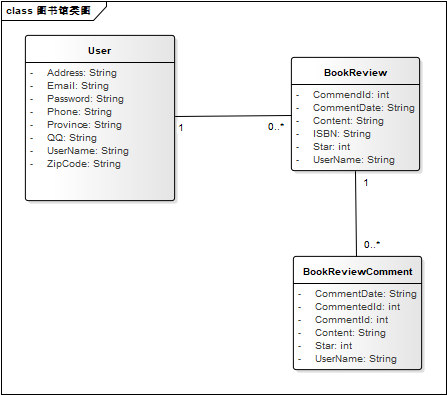 class 图书馆类图
User
- Address: String
- Email: String
- Password: String
- Phone: String
- Province: String
- QQ: String
- UserName: String
- ZipCode: String
1
0..*
BookReview
- CommendId: int
- CommentDate: String
- Content: String
- ISBN: String
- Star: int
- UserName: String
1
0..*
BookReviewComment
- CommentDate: String
- CommentedId: int
- CommentId: int
- Content: String
- Star: int
- UserName: String